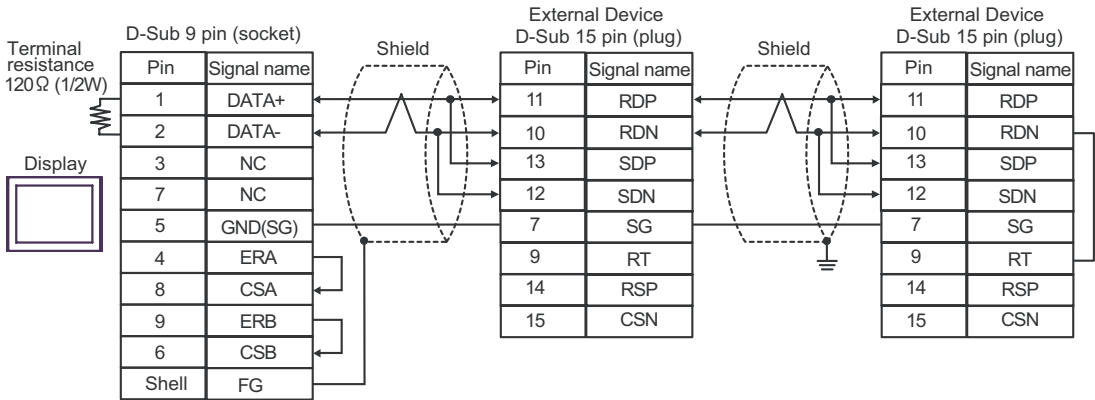 Terminal
resistance
120Ω (1/2W)
Display
D-Sub 9 pin (socket)
Pin Signal name
1 DATA+
2 DATA-
3 NC
7 NC
5 GND(SG)
4 ERA
8 CSA
9 ERB
6 CSB
Shell FG
Shield
External Device
D-Sub 15 pin (plug)
Pin Signal name
11 RDP
10 RDN
13 SDP
12 SDN
7 SG
9 RT
14 RSP
15 CSN
Shield
External Device
D-Sub 15 pin (plug)
Pin Signal name
11 RDP
10 RDN
13 SDP
12 SDN
7 SG
9 RT
14 RSP
15 CSN